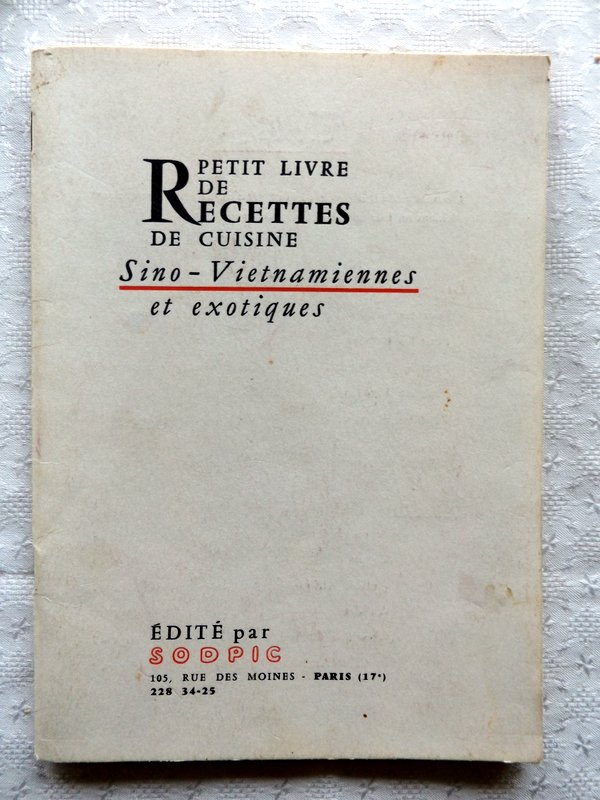 PETIT LIVRE
DE
RECETTES
DE CUISINE
Sino-Vietnamiennes
et exotiques
ÉDITÉ par
SODPIC
105, RUE DES MOINES - PARIS (17e)
228 34-25